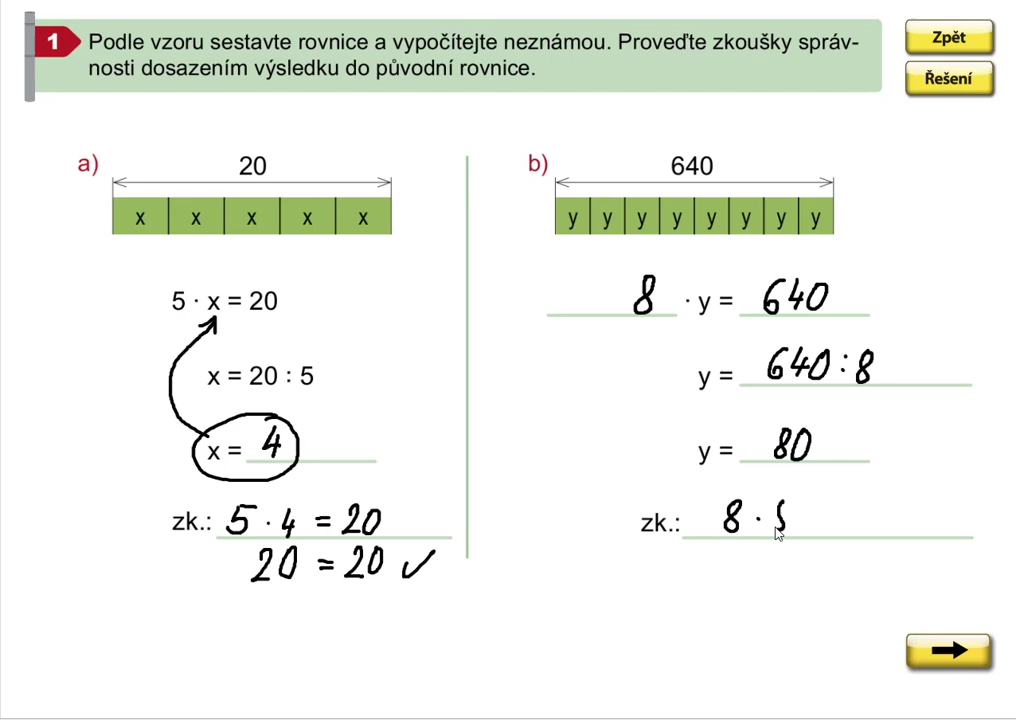 1 Podle vzoru sestavte rovnice a vypočítejte neznámou. Proveďte zkoušky správ-
nosti dosazením výsledku do původní rovnice.
Zpět
Řešení
a)
20
x x x x x
5 · x = 20
x = 20 : 5
x = 4
zk.: 5 · 4 = 20
20 = 20 ✓
b)
640
y y y y y y y y
8 · y = 640
y = 640 : 8
y = 80
zk.: 8 ·